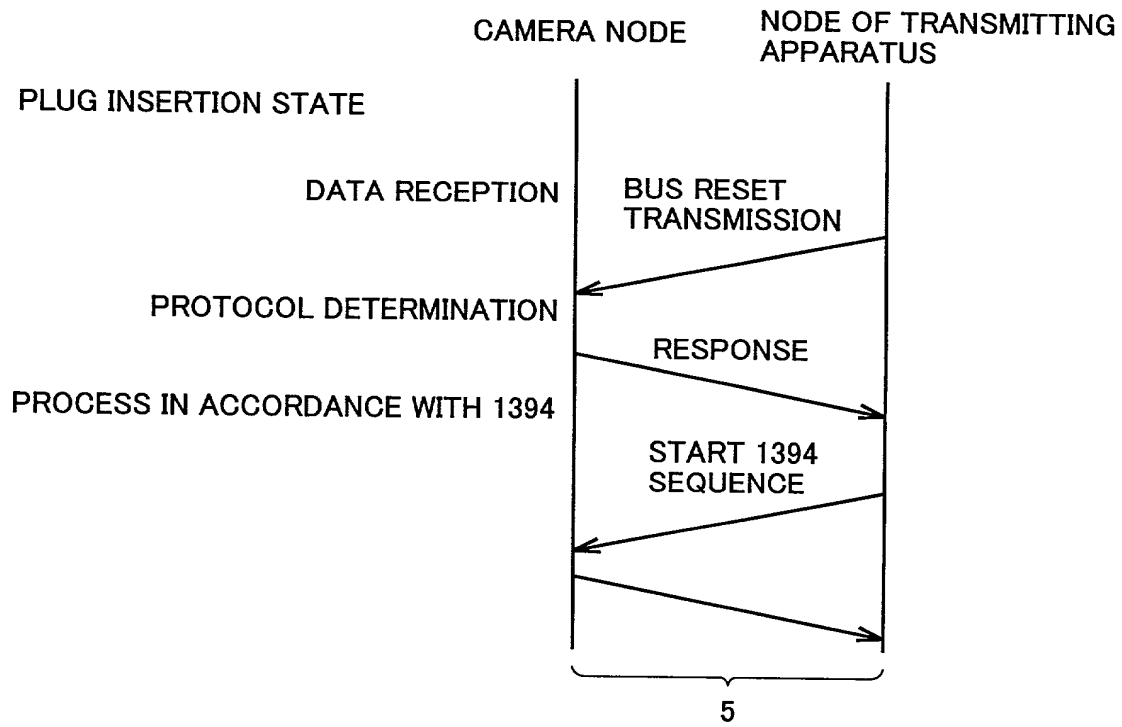 CAMERA NODE
NODE OF TRANSMITTING
APPARATUS
PLUG INSERTION STATE
DATA RECEPTION
BUS RESET
TRANSMISSION
PROTOCOL DETERMINATION
RESPONSE
PROCESS IN ACCORDANCE WITH 1394
START 1394
SEQUENCE
5